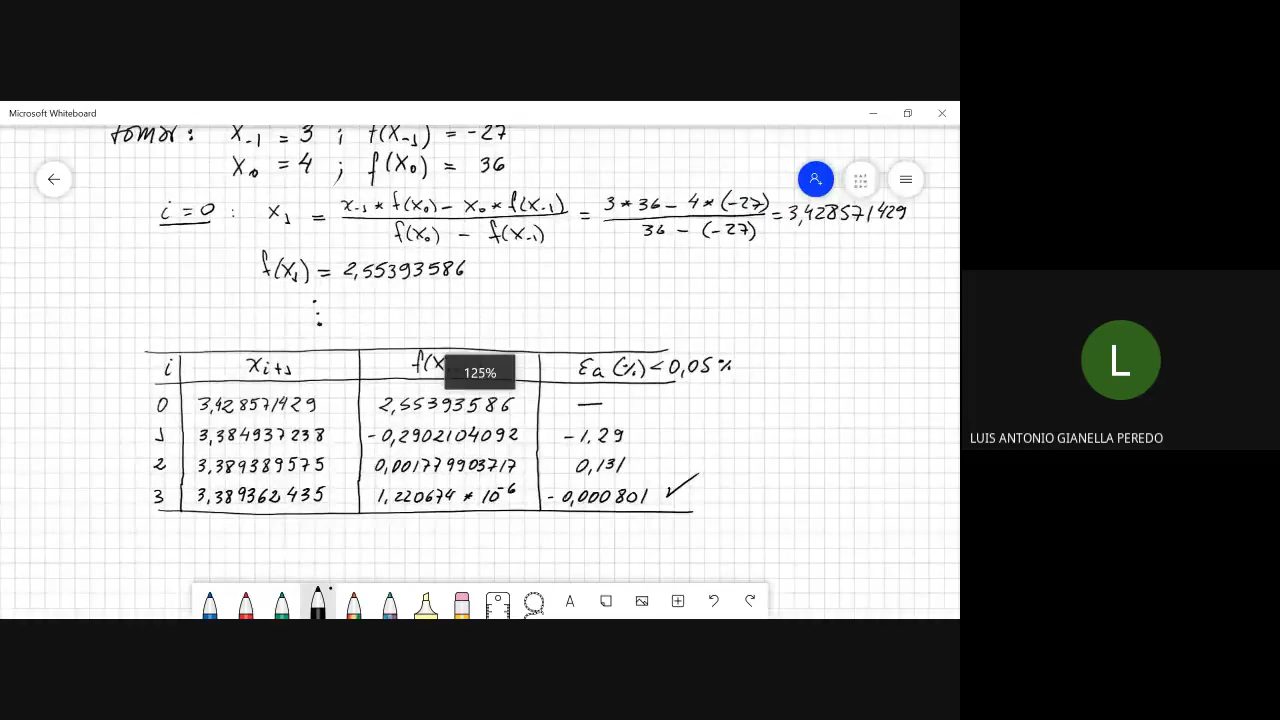 Microsoft Whiteboard
tomar: x₋₁ = 3 ; f(x₋₁) = -27
x₀ = 4 ; f(x₀) = 36
i = 0 : x₁ = (x₋₁ * f(x₀) - x₀ * f(x₋₁)) / (f(x₀) - f(x₋₁)) = (3 * 36 - 4 * (-27)) / (36 - (-27)) = 3,428571429
f(x₁) = 2,55393586
⋮
i xᵢ₊₁ f(x εa (%) < 0,05 %
125%
0 3,428571429 2,55393586 —
1 3,384937238 -0,2902104092 -1,29
2 3,389389575 0,001779903717 0,131
3 3,389362435 1,220674 * 10⁻⁶ -0,000801 ✓
A
L
LUIS ANTONIO GIANELLA PEREDO